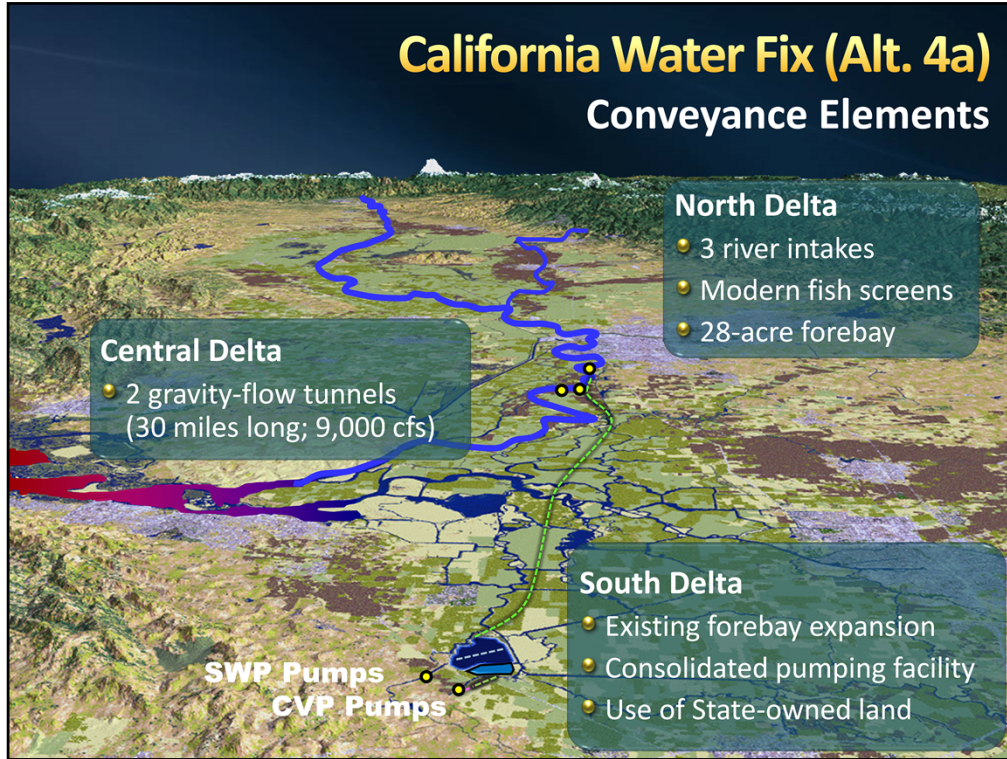 California Water Fix (Alt. 4a)
Conveyance Elements
North Delta
3 river intakes
Modern fish screens
28-acre forebay
Central Delta
2 gravity-flow tunnels
(30 miles long; 9,000 cfs)
South Delta
Existing forebay expansion
Consolidated pumping facility
Use of State-owned land
SWP Pumps
CVP Pumps